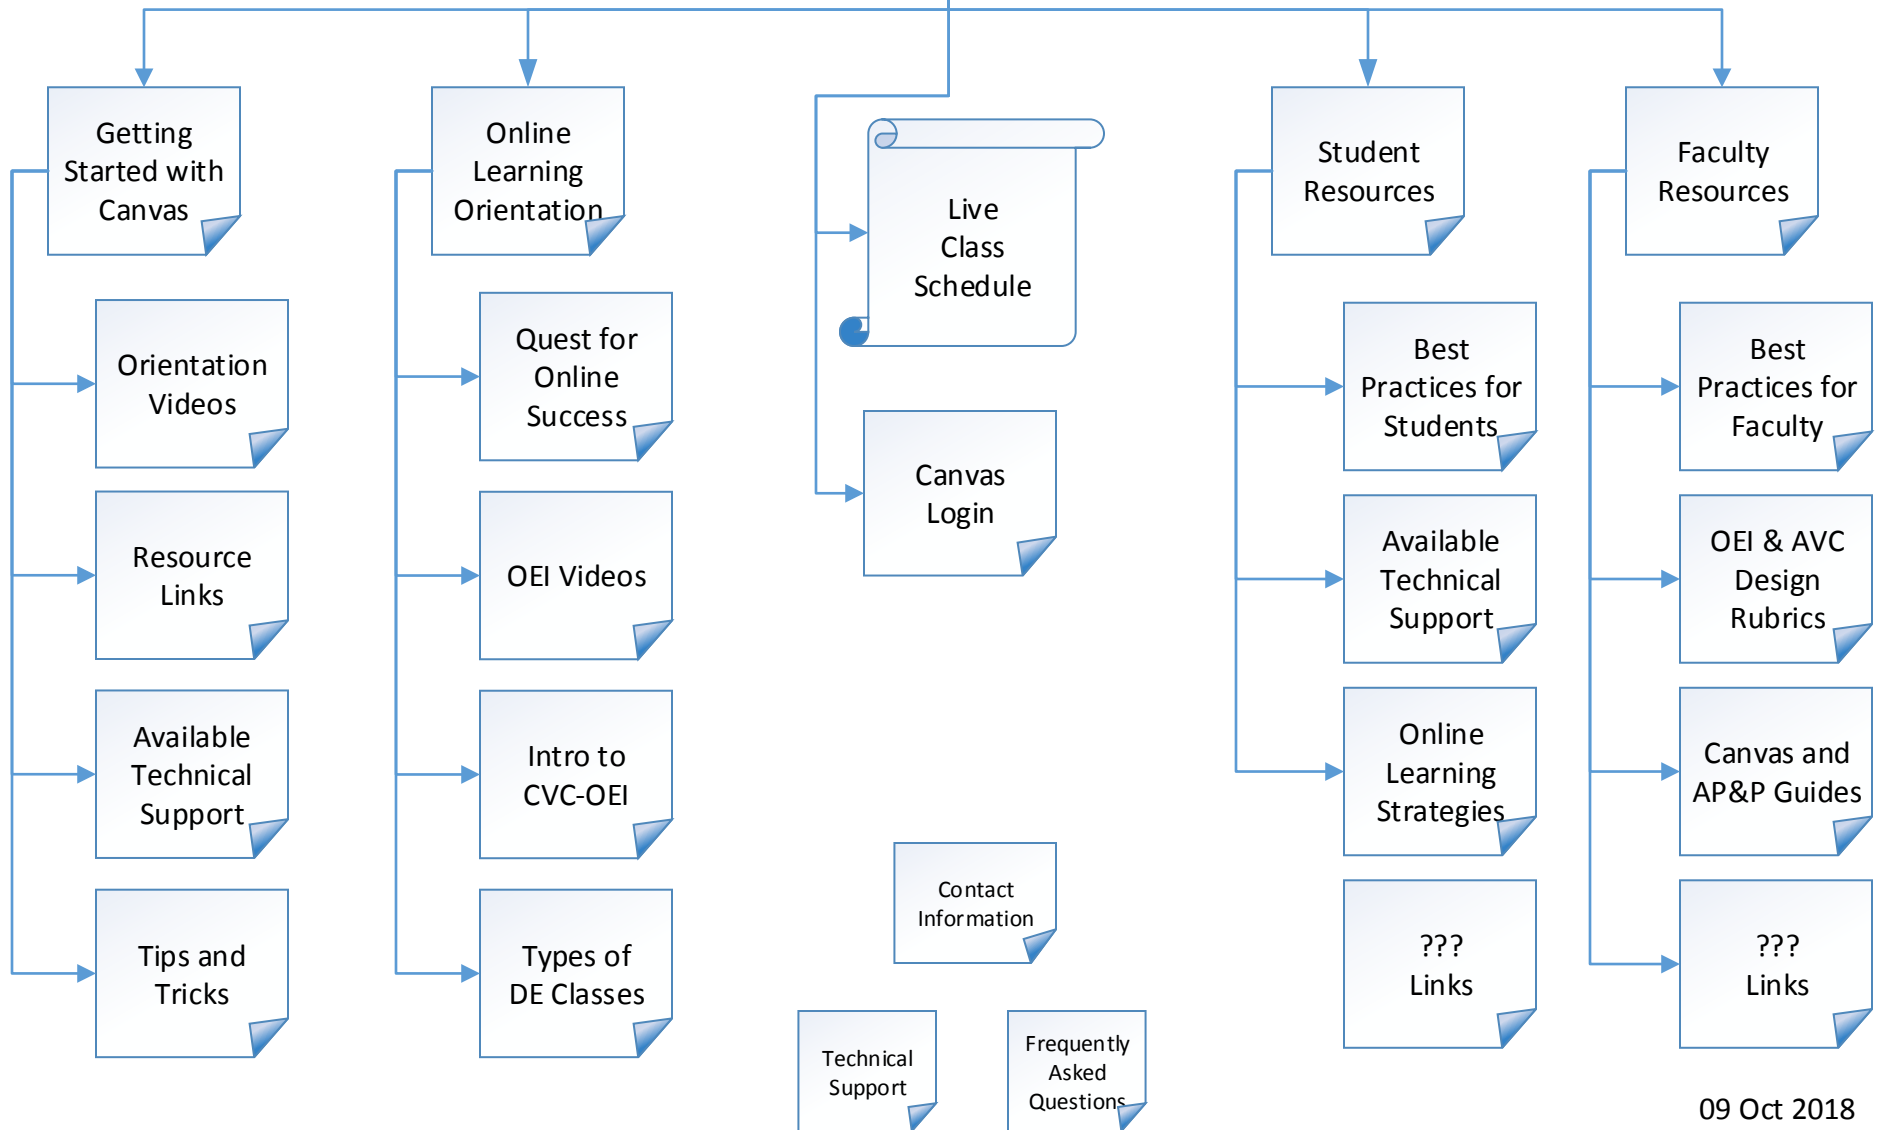 Getting
Started with
Canvas
Online
Learning
Orientation
Live
Class
Schedule
Student
Resources
Faculty
Resources
Orientation
Videos
Quest for
Online
Success
Best
Practices for
Students
Best
Practices for
Faculty
Canvas
Login
Resource
Links
OEI Videos
Available
Technical
Support
OEI & AVC
Design
Rubrics
Available
Technical
Support
Intro to
CVC-OEI
Online
Learning
Strategies
Canvas and
AP&P Guides
Contact
Information
Tips and
Tricks
Types of
DE Classes
???
Links
???
Links
Technical
Support
Frequently
Asked
Questions
09 Oct 2018